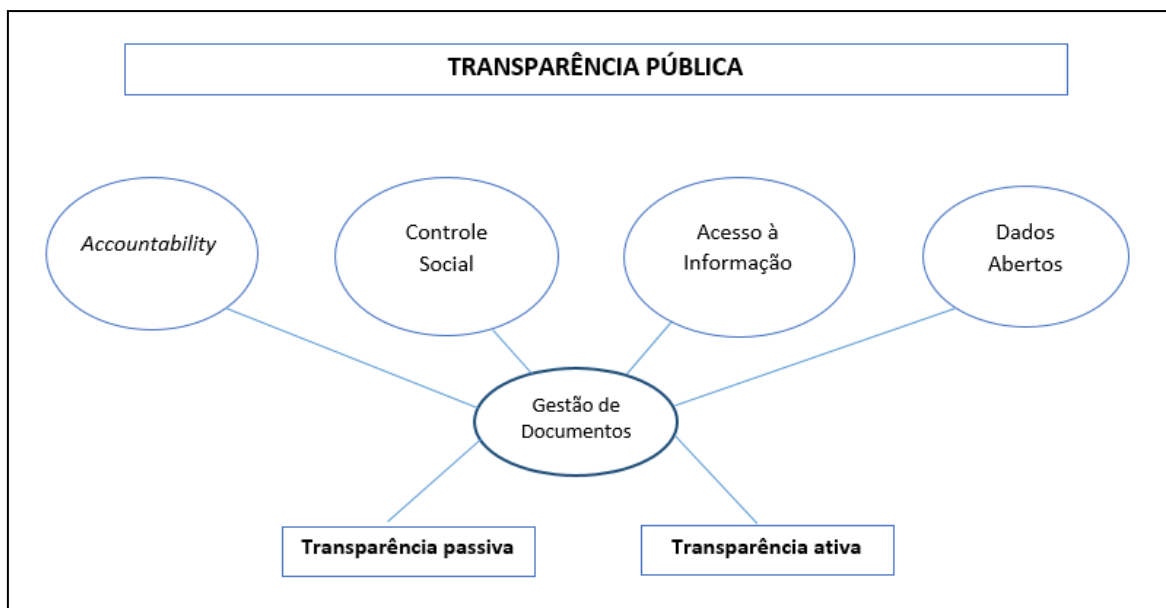 TRANSPARÊNCIA PÚBLICA
Accountability
Controle
Social
Acesso à
Informação
Dados
Abertos
Gestão de
Documentos
Transparência passiva
Transparência ativa